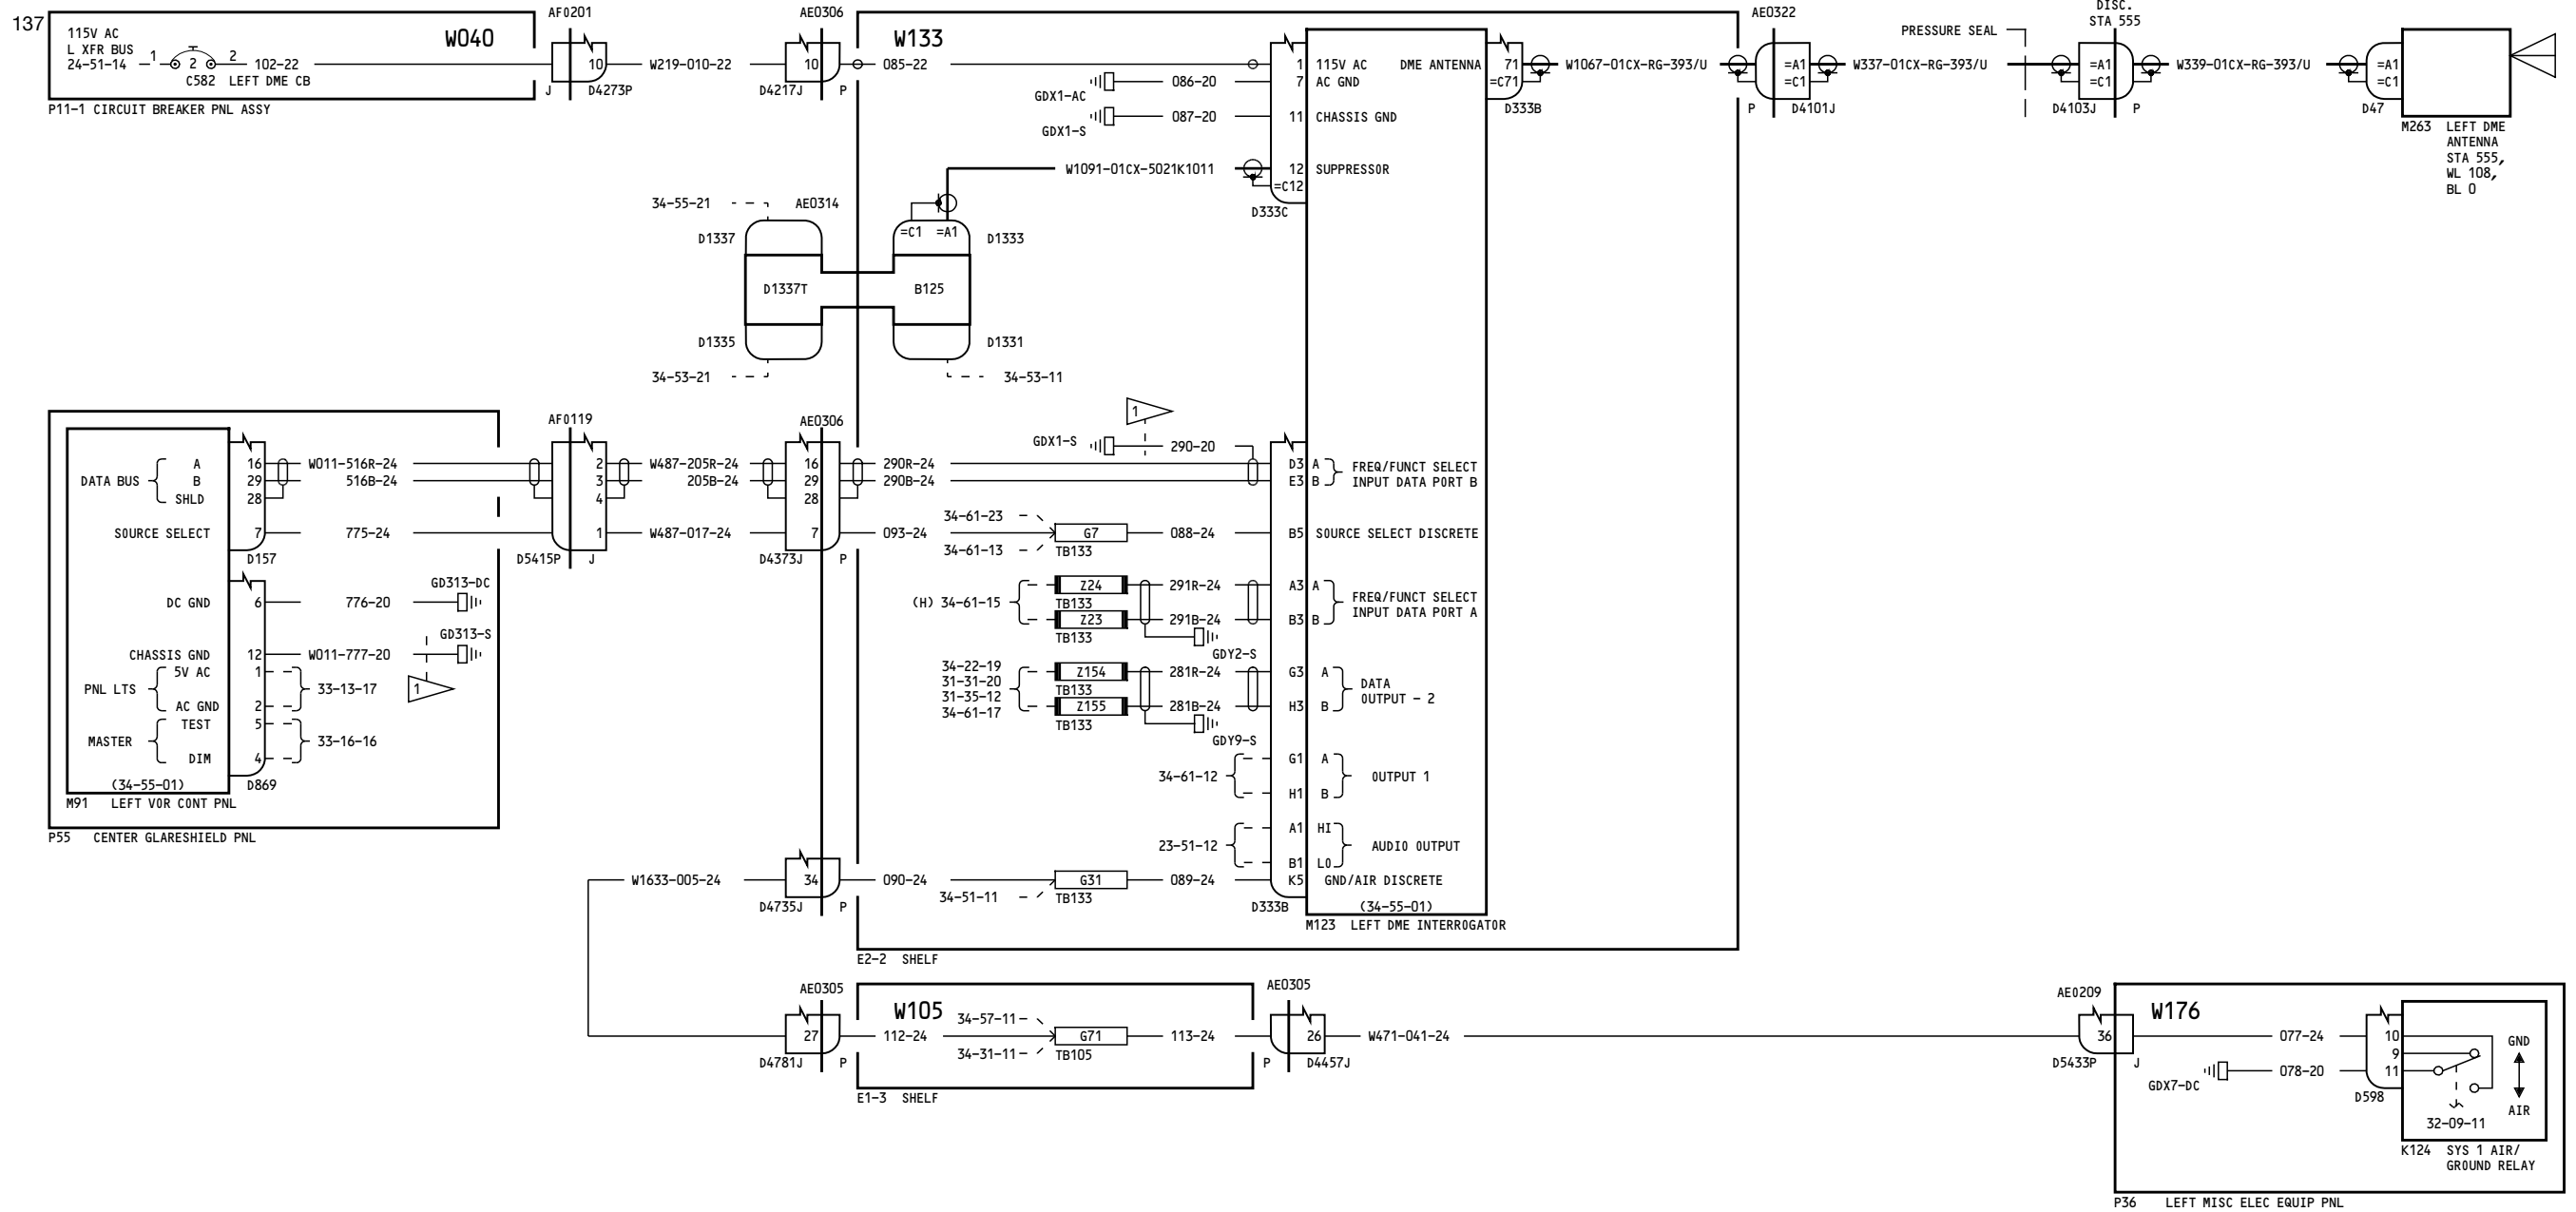 137
115V AC
L XFR BUS
24-51-14 1 2 2 102-22
C582 LEFT DME CB
W040
P11-1 CIRCUIT BREAKER PNL ASSY
AF0201
10
J D4273P
W219-010-22
AE0306
10
D4217J P
W133
085-22
1 115V AC
086-20
7 AC GND
GDX1-AC
087-20
11 CHASSIS GND
GDX1-S
W1091-01CX-5021K1011
12 SUPPRESSOR
=C12
D333C
DME ANTENNA 71
=C71
D333B
W1067-01CX-RG-393/U
AE0322
=A1
=C1
P D4101J
W337-01CX-RG-393/U
PRESSURE SEAL
DISC.
STA 555
=A1
=C1
D4103J P
W339-01CX-RG-393/U
=A1
=C1
D47
M263 LEFT DME
ANTENNA
STA 555,
WL 108,
BL 0
34-55-21
AE0314
D1337
=C1 =A1
D1333
D1337T
B125
D1335
D1331
34-53-21
34-53-11
DATA BUS
A 16 W011-516R-24
B 29 516B-24
SHLD 28
SOURCE SELECT 7 775-24
D157
DC GND 6 776-20
GD313-DC
GD313-S
CHASSIS GND 12 W011-777-20
5V AC 1
PNL LTS 33-13-17
1
AC GND 2
TEST 5
MASTER 33-16-16
DIM 4
(34-55-01) D869
M91 LEFT VOR CONT PNL
P55 CENTER GLARESHIELD PNL
AF0119
2 W487-205R-24
3 205B-24
4
1 W487-017-24
D5415P J
AE0306
16 290R-24
29 290B-24
28
7 093-24
D4373J P
1
GDX1-S 290-20
D3 A
E3 B
FREQ/FUNCT SELECT
INPUT DATA PORT B
34-61-23
G7 088-24 B5 SOURCE SELECT DISCRETE
34-61-13 TB133
Z24 291R-24 A3 A
(H) 34-61-15 TB133
FREQ/FUNCT SELECT
INPUT DATA PORT A
Z23 291B-24 B3 B
TB133
GDY2-S
34-22-19
31-31-20
31-35-12
34-61-17
Z154 281R-24 G3 A
TB133
DATA
OUTPUT - 2
Z155 281B-24 H3 B
TB133
GDY9-S
G1 A
34-61-12 OUTPUT 1
H1 B
A1 HI
23-51-12 AUDIO OUTPUT
B1 LO
W1633-005-24 34 090-24 G31 089-24 K5 GND/AIR DISCRETE
34-51-11 TB133
D4735J P
D333B (34-55-01)
M123 LEFT DME INTERROGATOR
E2-2 SHELF
AE0305
27
D4781J P
W105
112-24
34-57-11
G71 113-24
34-31-11 TB105
E1-3 SHELF
AE0305
26
P D4457J
W471-041-24
AE0209
36
D5433P J
W176
077-24 10
9
078-20 11
GDX7-DC
D598
GND
AIR
32-09-11
K124 SYS 1 AIR/
GROUND RELAY
P36 LEFT MISC ELEC EQUIP PNL